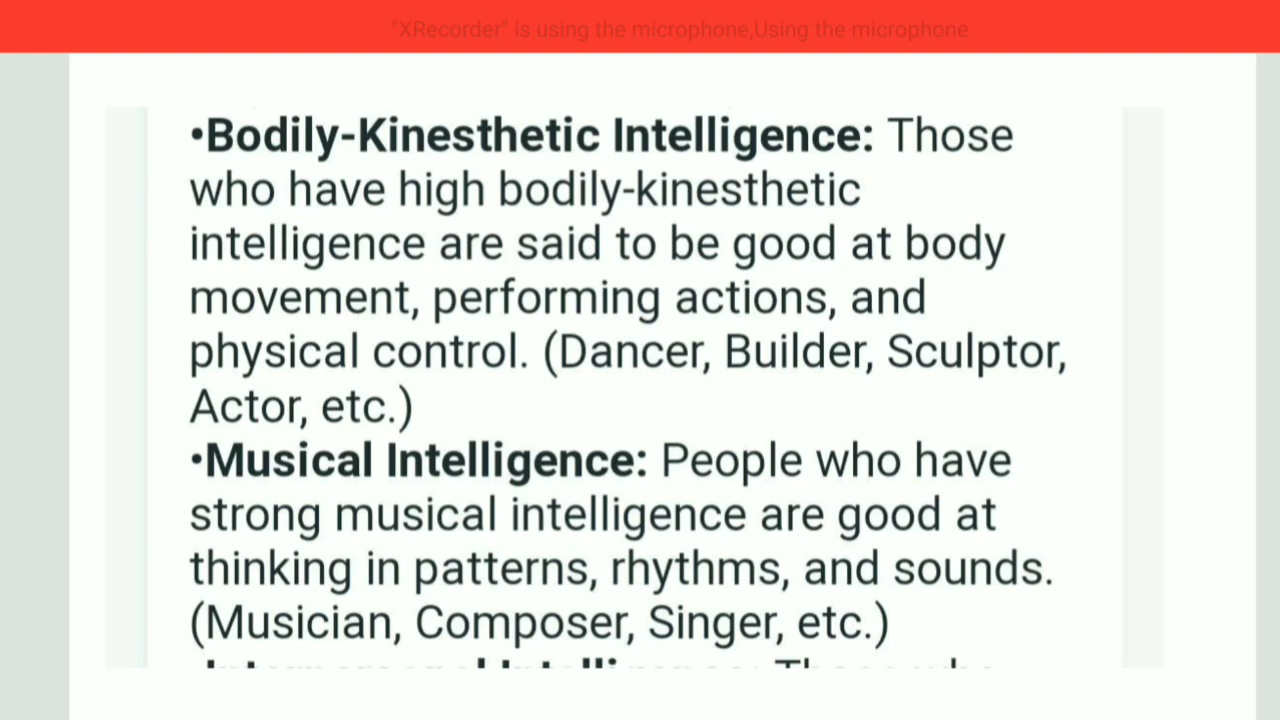 "XRecorder" is using the microphone,Using the microphone
•Bodily-Kinesthetic Intelligence: Those
who have high bodily-kinesthetic
intelligence are said to be good at body
movement, performing actions, and
physical control. (Dancer, Builder, Sculptor,
Actor, etc.)
•Musical Intelligence: People who have
strong musical intelligence are good at
thinking in patterns, rhythms, and sounds.
(Musician, Composer, Singer, etc.)